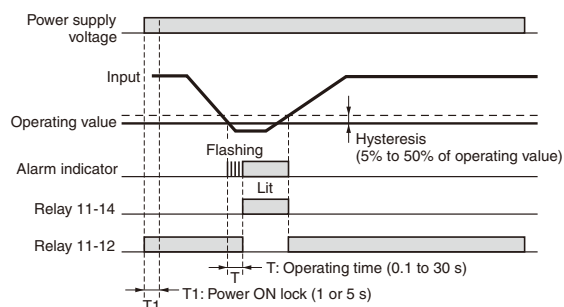 Power supply
voltage
Input
Operating value
Hysteresis
(5% to 50% of operating value)
Flashing
Alarm indicator
Lit
Relay 11-14
Relay 11-12
T
T: Operating time (0.1 to 30 s)
T1: Power ON lock (1 or 5 s)
T1